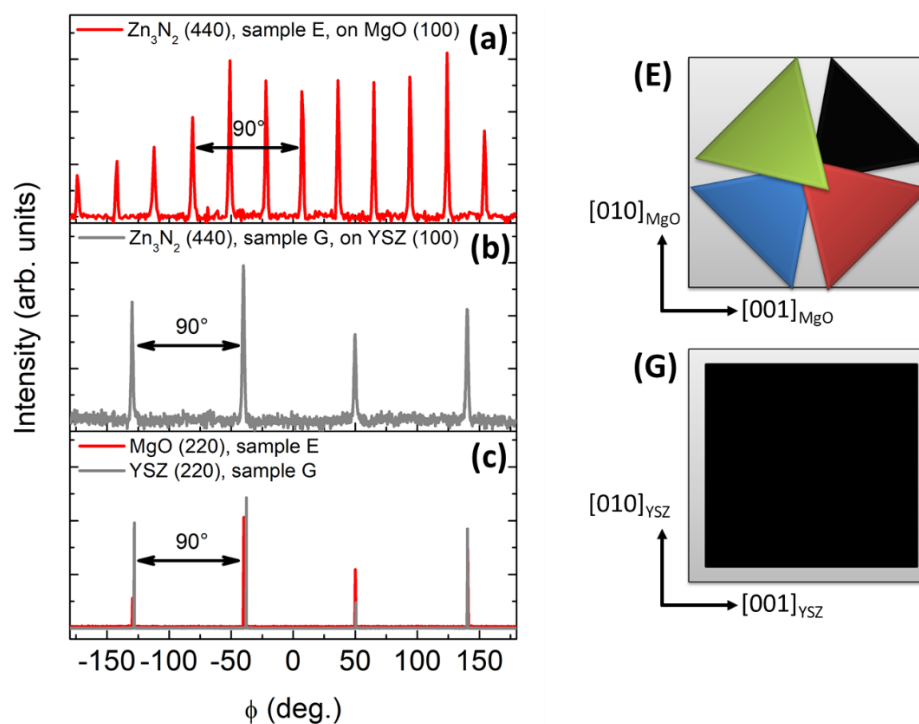 Zn₃N₂ (440), sample E, on MgO (100)
(a)
90°
Zn₃N₂ (440), sample G, on YSZ (100)
(b)
90°
MgO (220), sample E
YSZ (220), sample G
(c)
90°
Intensity (arb. units)
-150 -100 -50 0 50 100 150
ϕ (deg.)
(E)
[010]MgO
[001]MgO
(G)
[010]YSZ
[001]YSZ